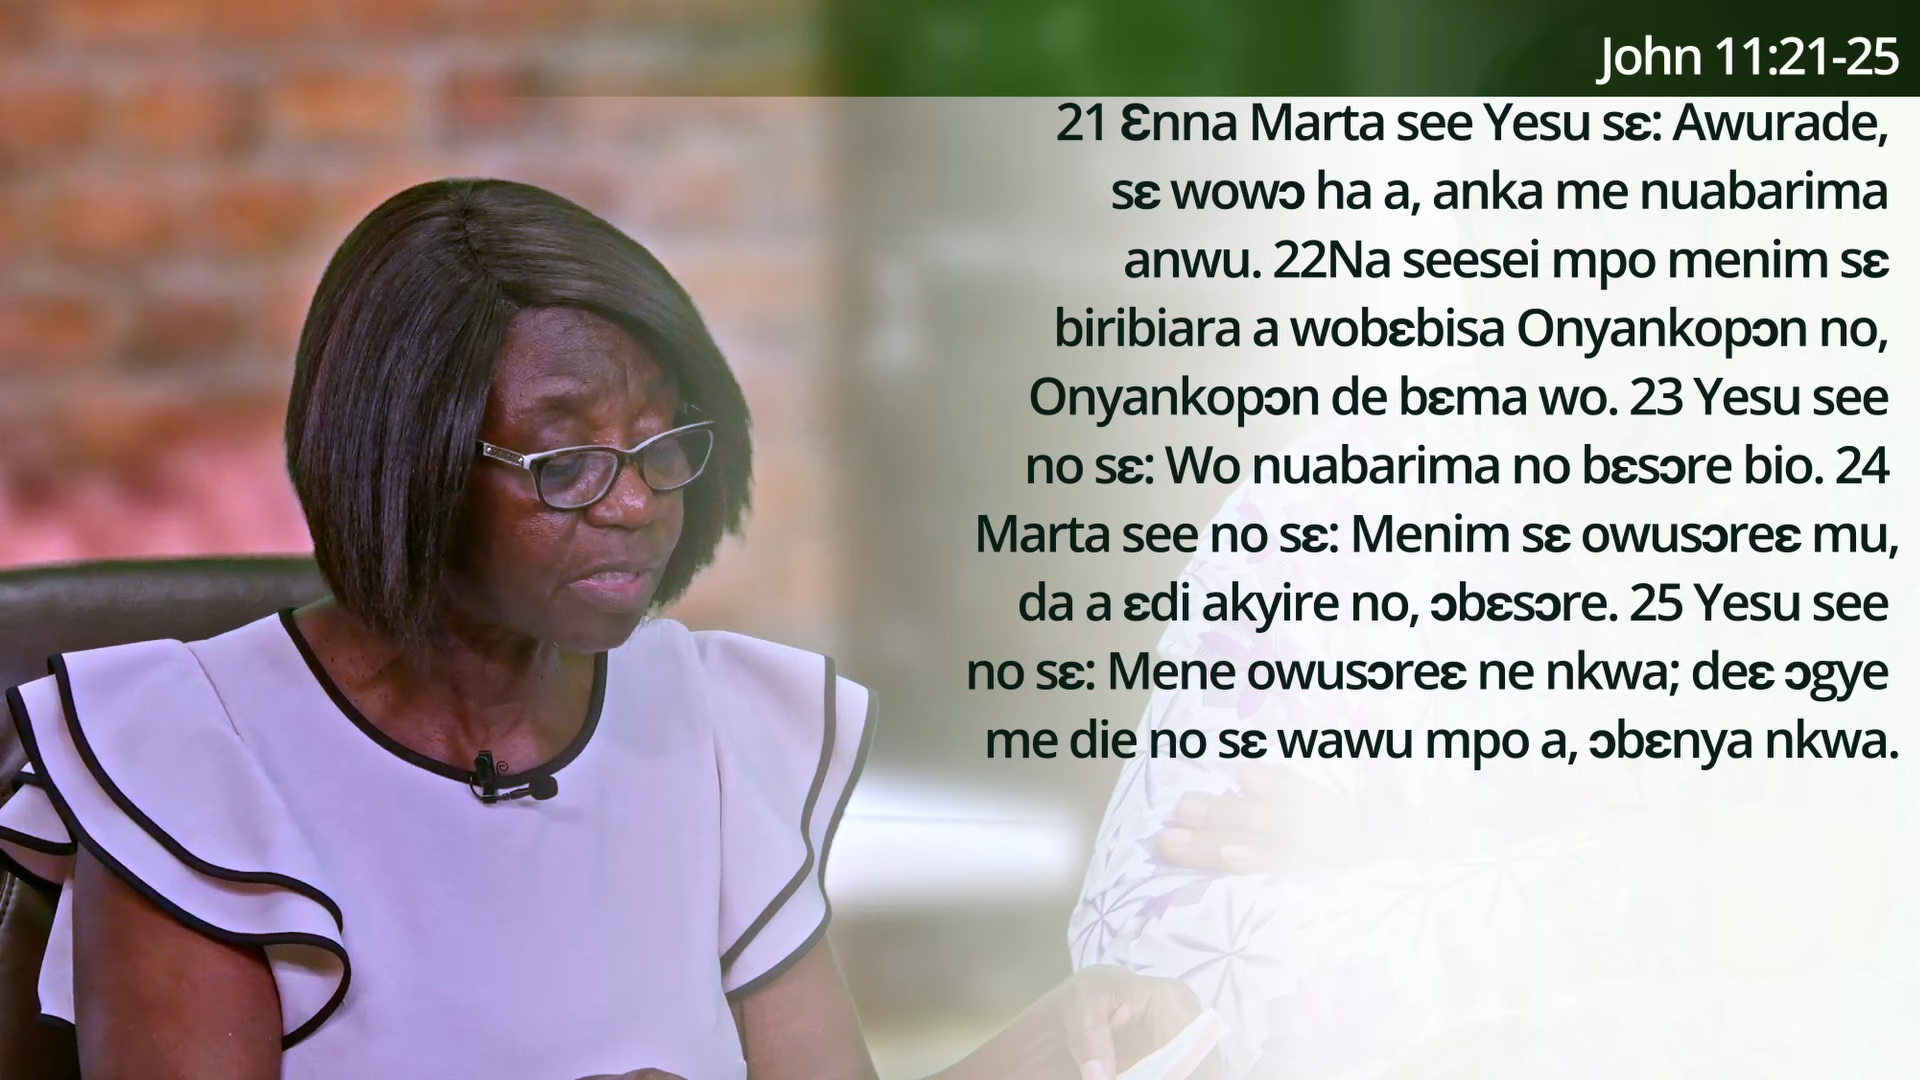 John 11:21-25
21 Ɛnna Marta see Yesu sɛ: Awurade,
sɛ wowɔ ha a, anka me nuabarima
anwu. 22Na seesei mpo menim sɛ
biribiara a wobɛbisa Onyankopɔn no,
Onyankopɔn de bɛma wo. 23 Yesu see
no sɛ: Wo nuabarima no bɛsɔre bio. 24
Marta see no sɛ: Menim sɛ owusɔreɛ mu,
da a ɛdi akyire no, ɔbɛsɔre. 25 Yesu see
no sɛ: Mene owusɔreɛ ne nkwa; deɛ ɔgye
me die no sɛ wawu mpo a, ɔbɛnya nkwa.